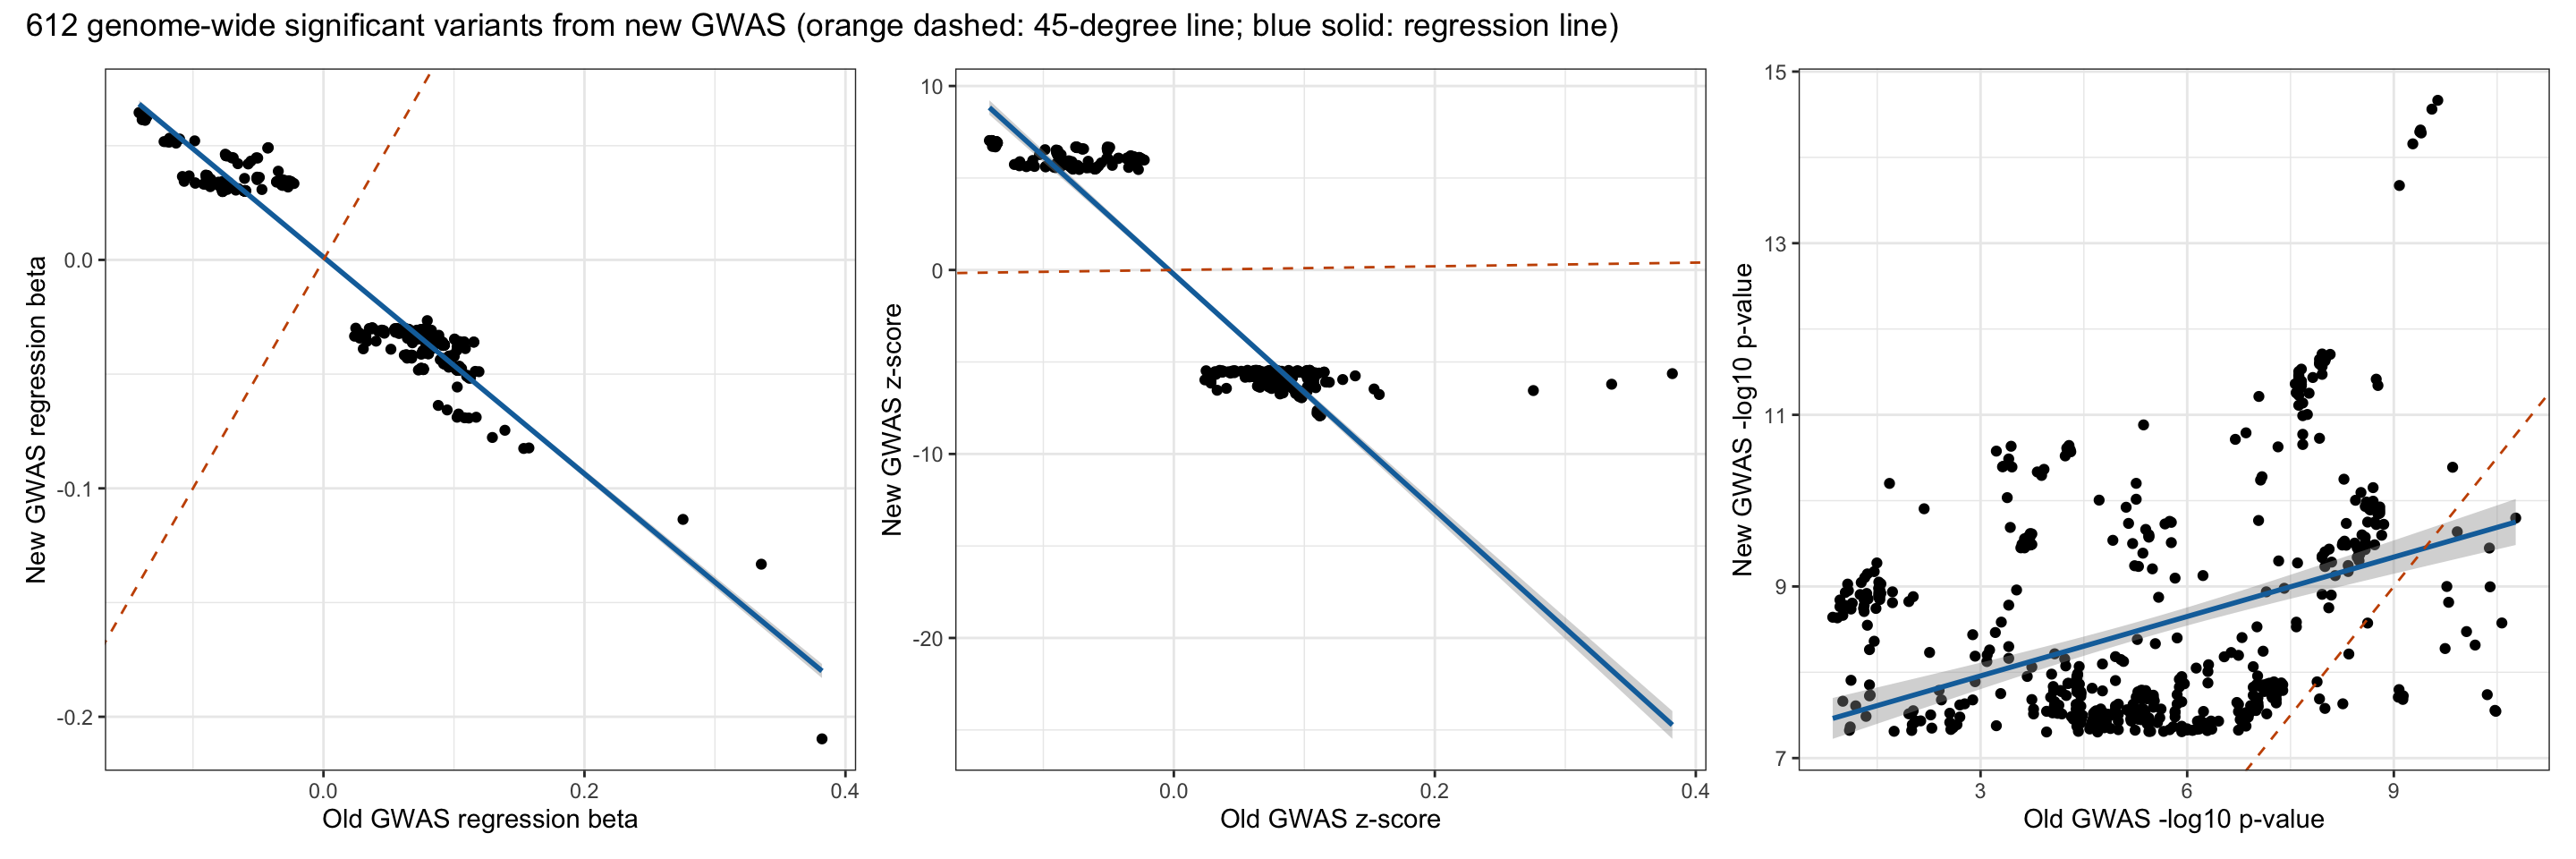 612 genome-wide significant variants from new GWAS (orange dashed: 45-degree line; blue solid: regression line)
New GWAS regression beta
0.0
-0.1
-0.2
0.0 0.2 0.4
Old GWAS regression beta
New GWAS z-score
10
0
-10
-20
0.0 0.2 0.4
Old GWAS z-score
New GWAS -log10 p-value
15
13
11
9
7
3 6 9
Old GWAS -log10 p-value